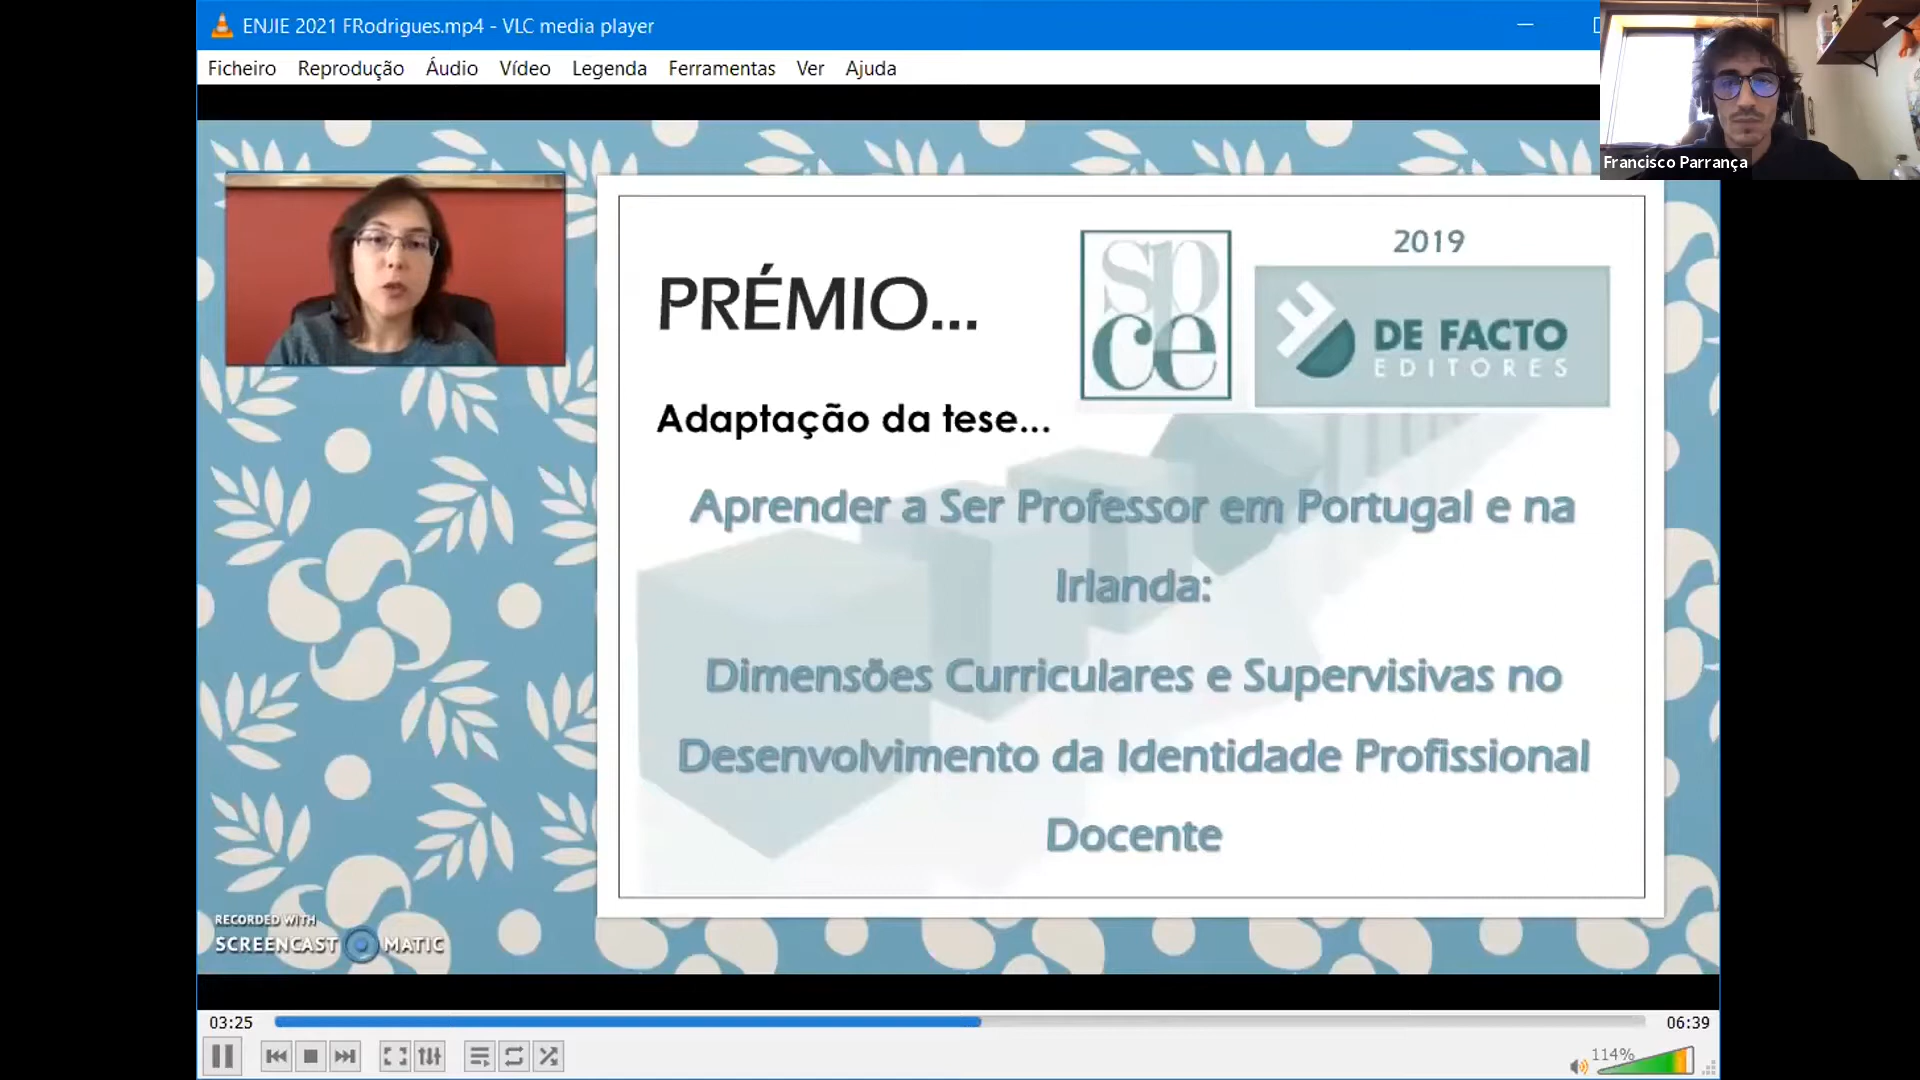 ENJIE 2021 FRodrigues.mp4 - VLC media player
Ficheiro Reprodução Áudio Vídeo Legenda Ferramentas Ver Ajuda
Francisco Parrança
2019
spce
PRÉMIO...
DE FACTO
EDITORES
Adaptação da tese...
Aprender a Ser Professor em Portugal e na
Irlanda:
Dimensões Curriculares e Supervisivas no
Desenvolvimento da Identidade Profissional
Docente
RECORDED WITH
SCREENCAST MATIC
03:25
06:39
114%